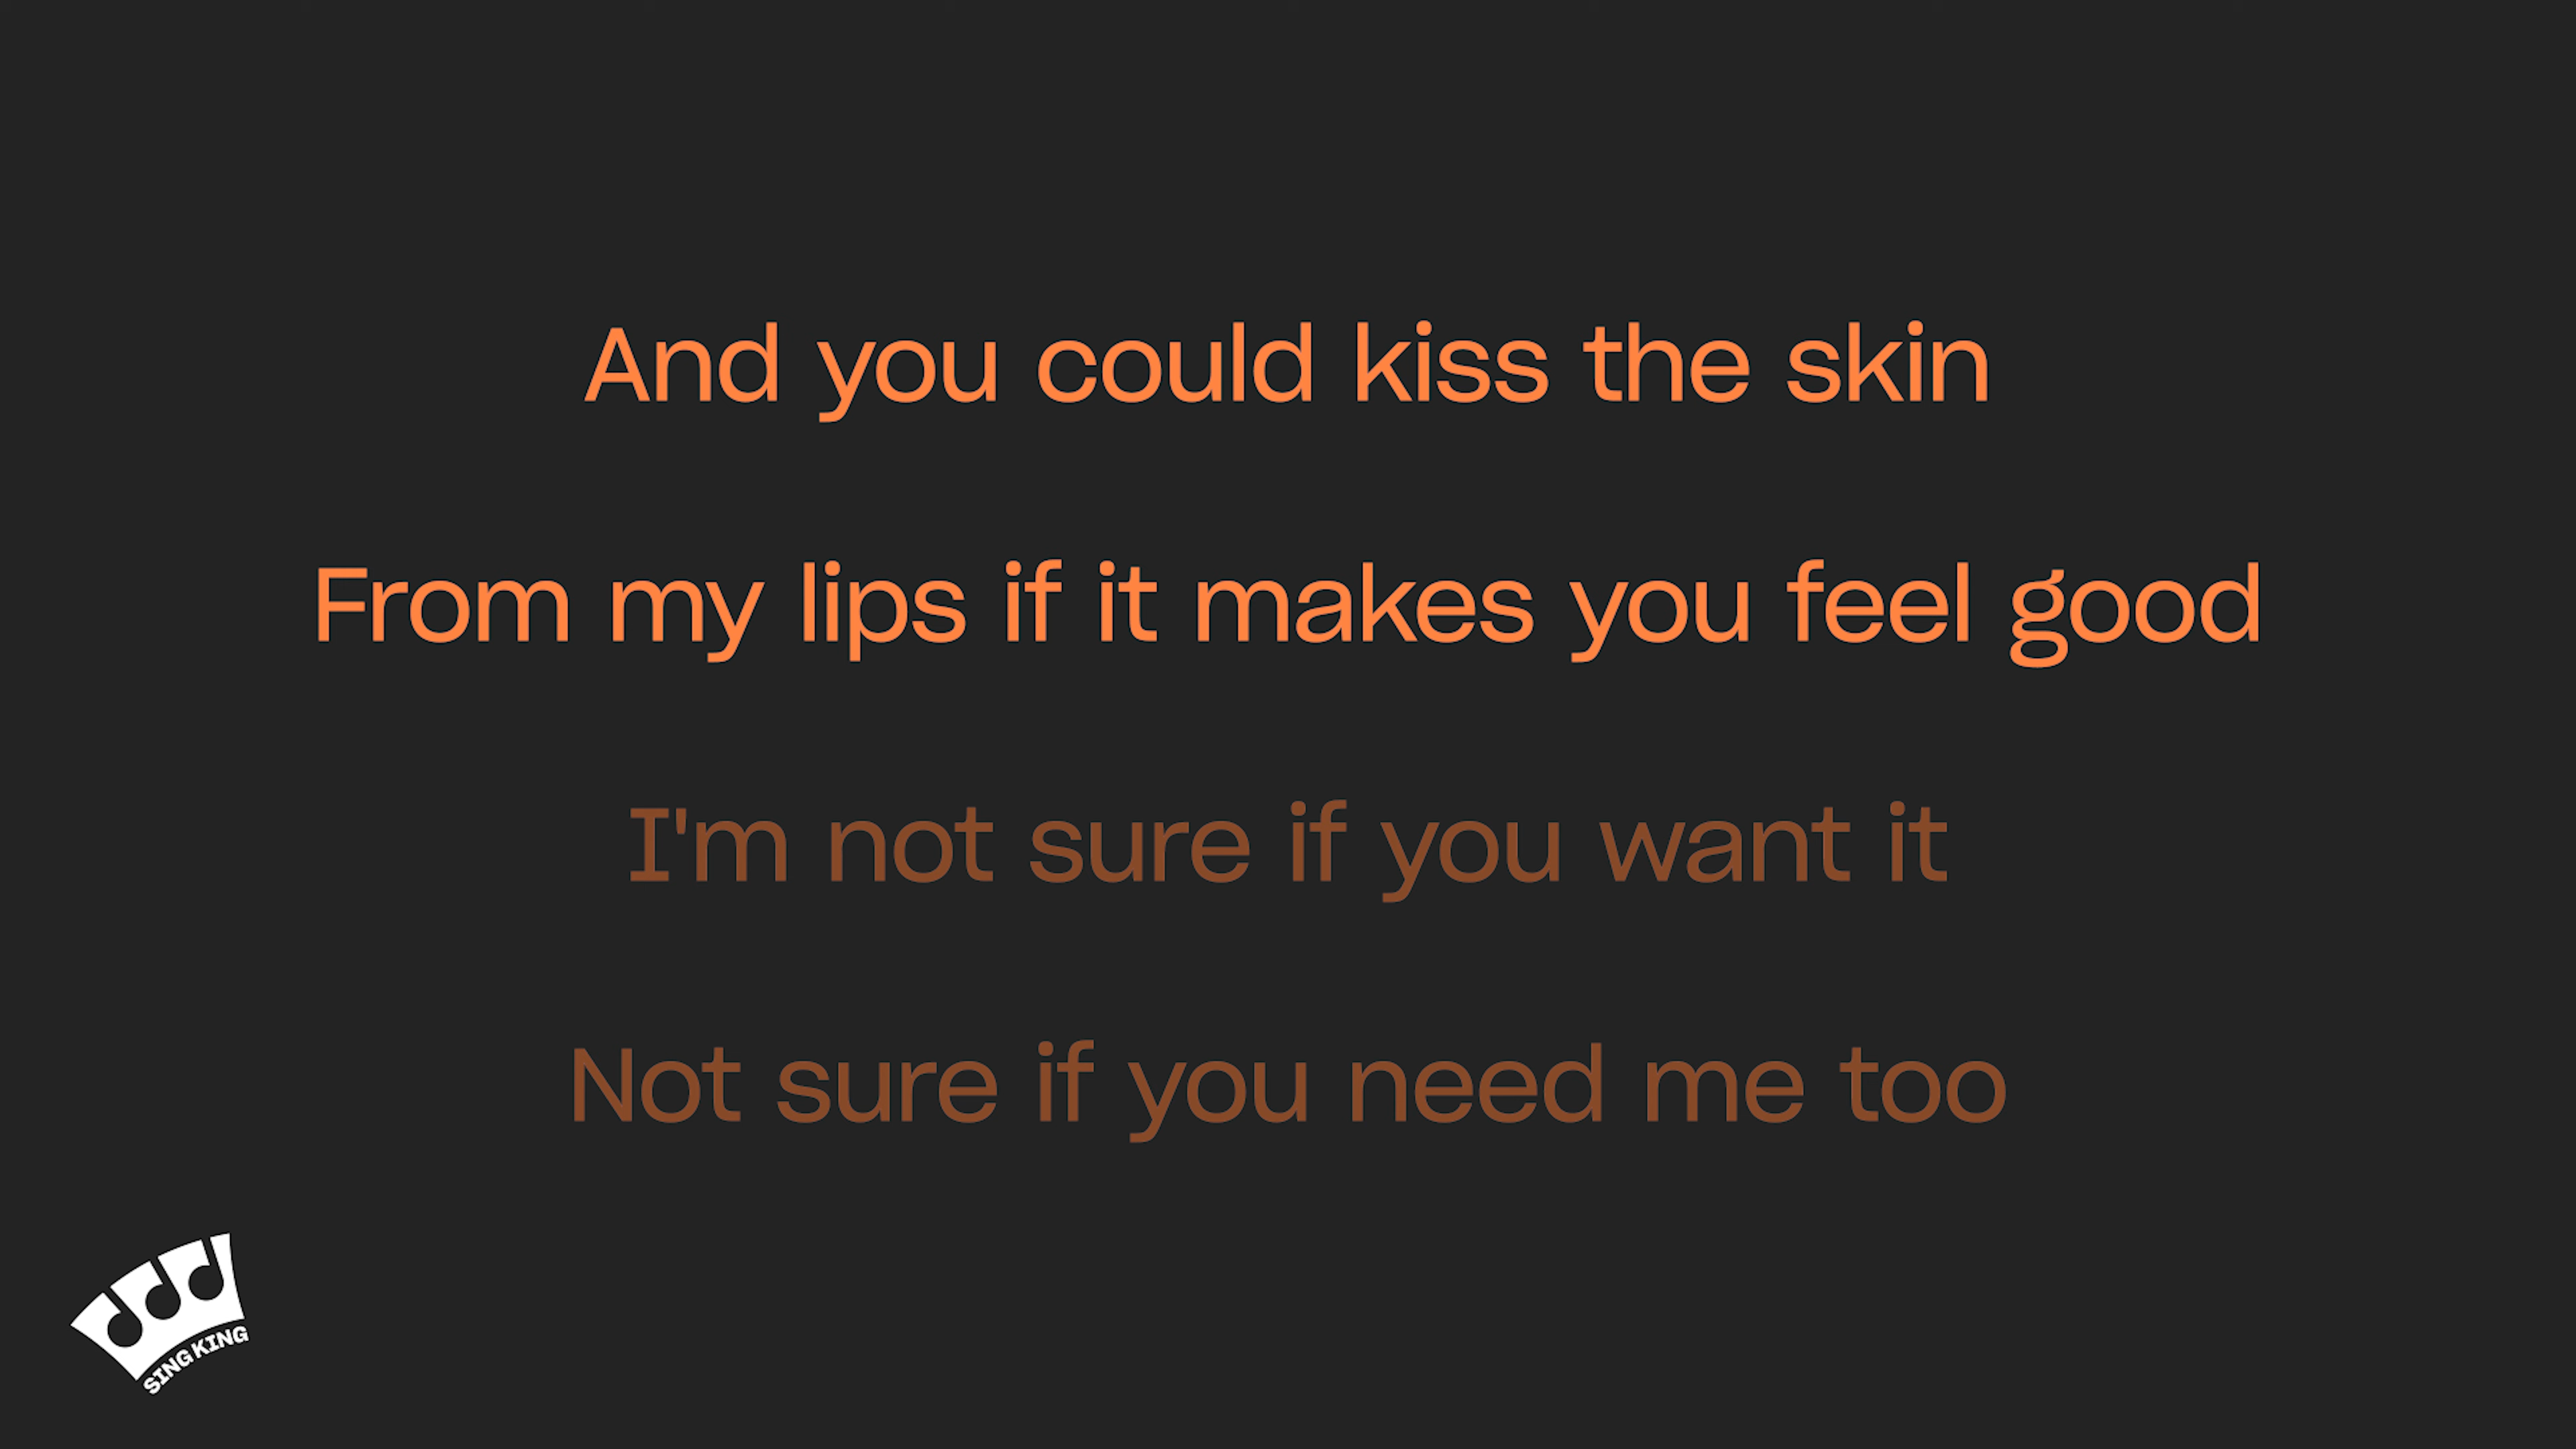 And you could kiss the skin
From my lips if it makes you feel good
I'm not sure if you want it
Not sure if you need me too
SING KING